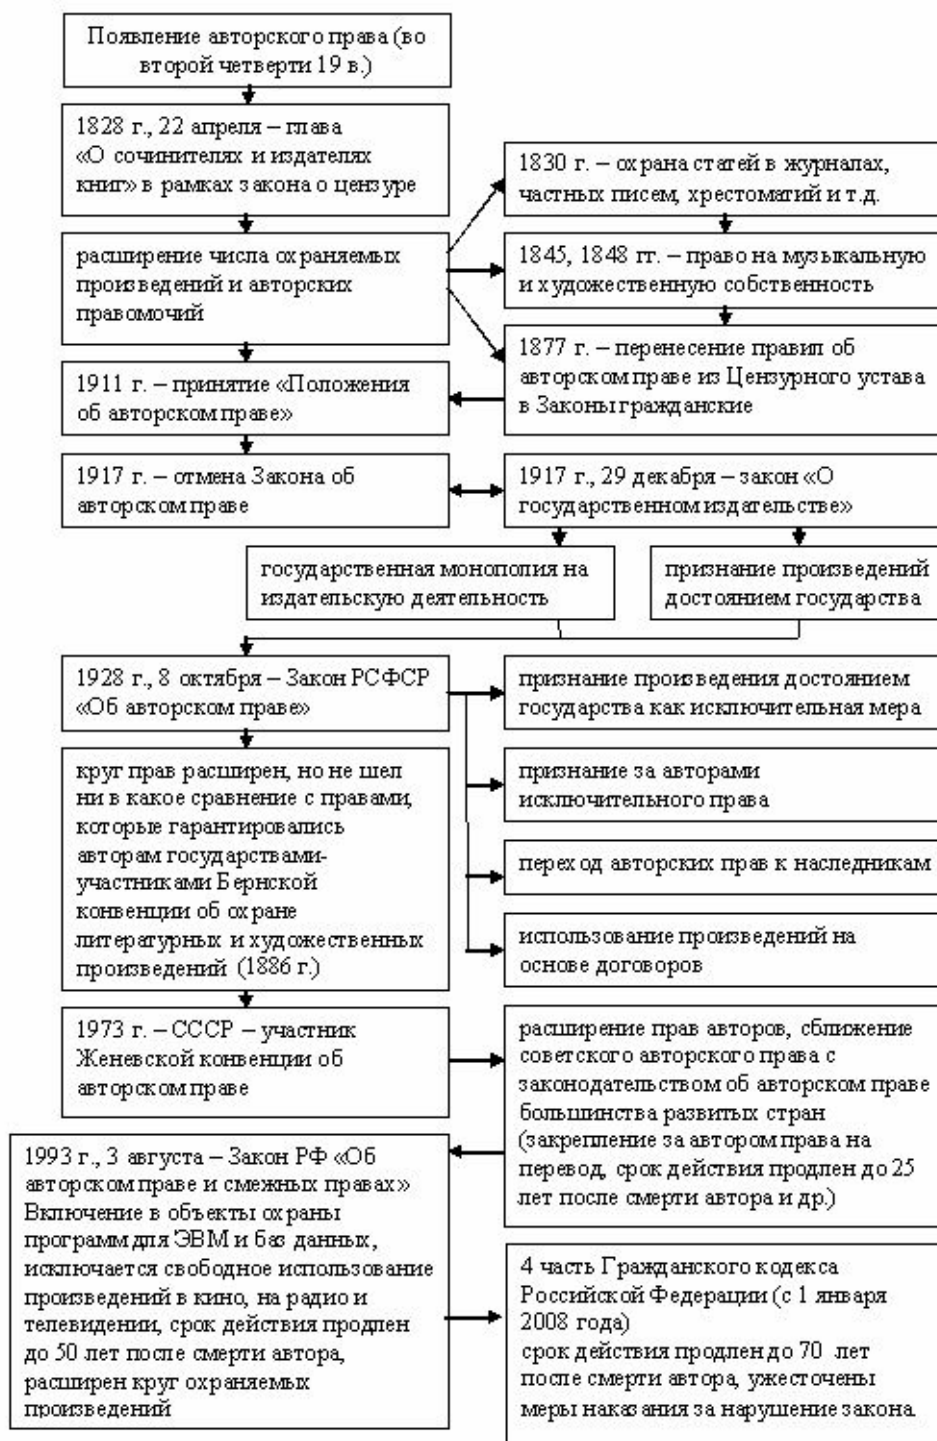 Появление авторского права (во
второй четверти 19 в.)
1828 г., 22 апреля – глава
«О сочинителях и издателях
книг» в рамках закона о цензуре
1830 г. – охрана статей в журналах,
частных писем, хрестоматий и т.д.
расширение числа охраняемых
произведений и авторских
правомочий
1845, 1848 гг. – право на музыкальную
и художественную собственность
1877 г. – перенесение правил об
авторском праве из Цензурного устава
в Законы гражданские
1911 г. – принятие «Положения
об авторском праве»
1917 г. – отмена Закона об
авторском праве
1917 г., 29 декабря – закон «О
государственном издательстве»
государственная монополия на
издательскую деятельность
признание произведений
достоянием государства
1928 г., 8 октября – Закон РСФСР
«Об авторском праве»
признание произведения достоянием
государства как исключительная мера
круг прав расширен, но не шел
ни в какое сравнение с правами,
которые гарантировались
авторам государствами-
участниками Бернской
конвенции об охране
литературных и художественных
произведений (1886 г.)
признание за авторами
исключительного права
переход авторских прав к наследникам
использование произведений на
основе договоров
1973 г. – СССР – участник
Женевской конвенции об
авторском праве
расширение прав авторов, сближение
советского авторского права с
законодательством об авторском праве
большинства развитых стран
(закрепление за автором права на
перевод, срок действия продлен до 25
лет после смерти автора и др.)
1993 г., 3 августа – Закон РФ «Об
авторском праве и смежных правах»
Включение в объекты охраны
программ для ЭВМ и баз данных,
исключается свободное использование
произведений в кино, на радио и
телевидении, срок действия продлен
до 50 лет после смерти автора,
расширен круг охраняемых
произведений
4 часть Гражданского кодекса
Российской Федерации (с 1 января
2008 года)
срок действия продлен до 70 лет
после смерти автора, ужесточены
меры наказания за нарушение закона.